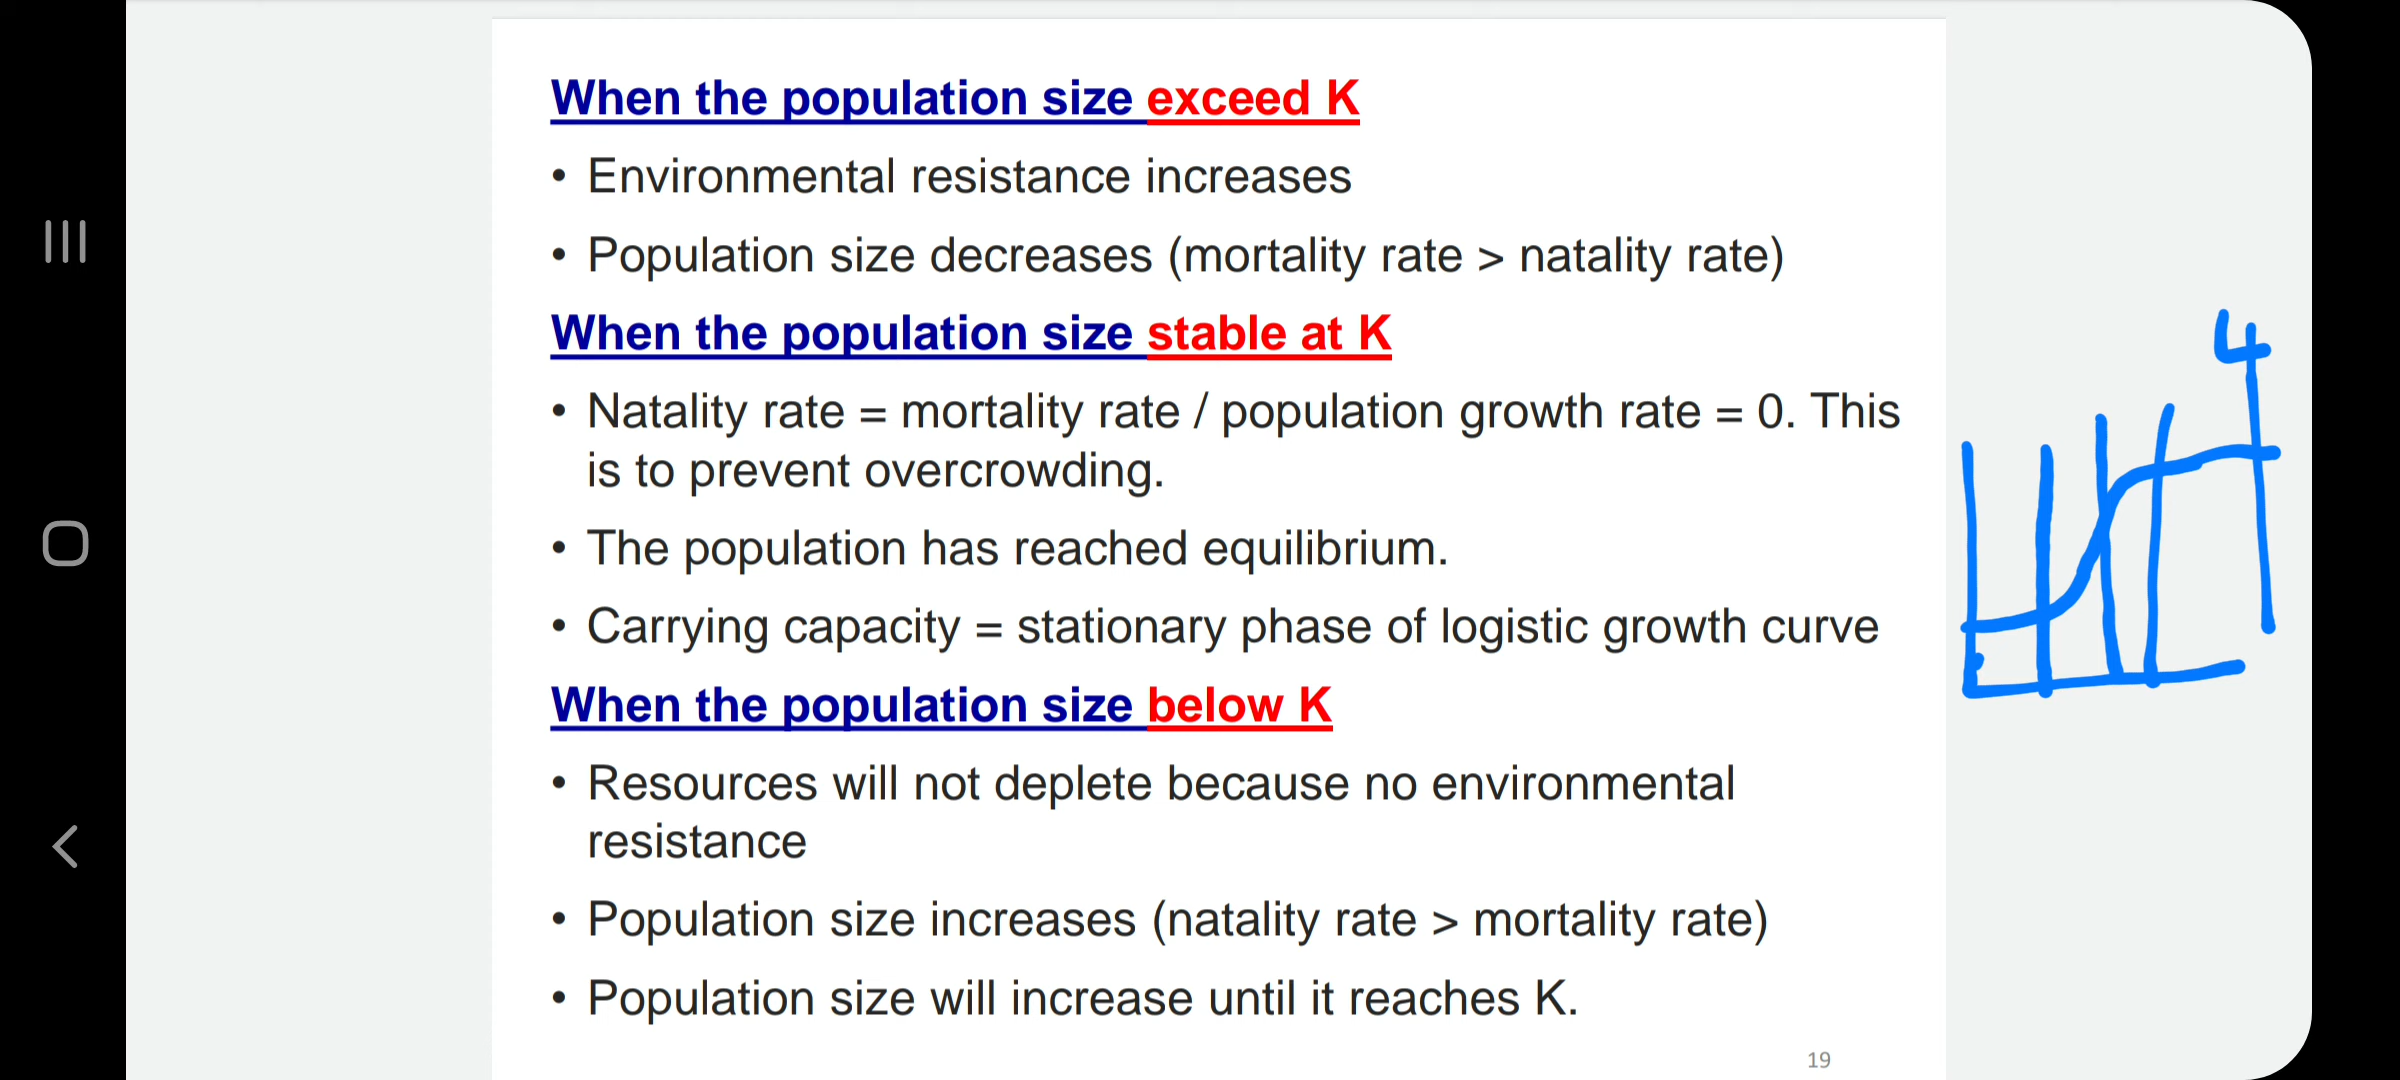 When the population size exceed K
• Environmental resistance increases
• Population size decreases (mortality rate > natality rate)
When the population size stable at K
• Natality rate = mortality rate / population growth rate = 0. This
is to prevent overcrowding.
• The population has reached equilibrium.
• Carrying capacity = stationary phase of logistic growth curve
When the population size below K
• Resources will not deplete because no environmental
resistance
• Population size increases (natality rate > mortality rate)
• Population size will increase until it reaches K.
19
4